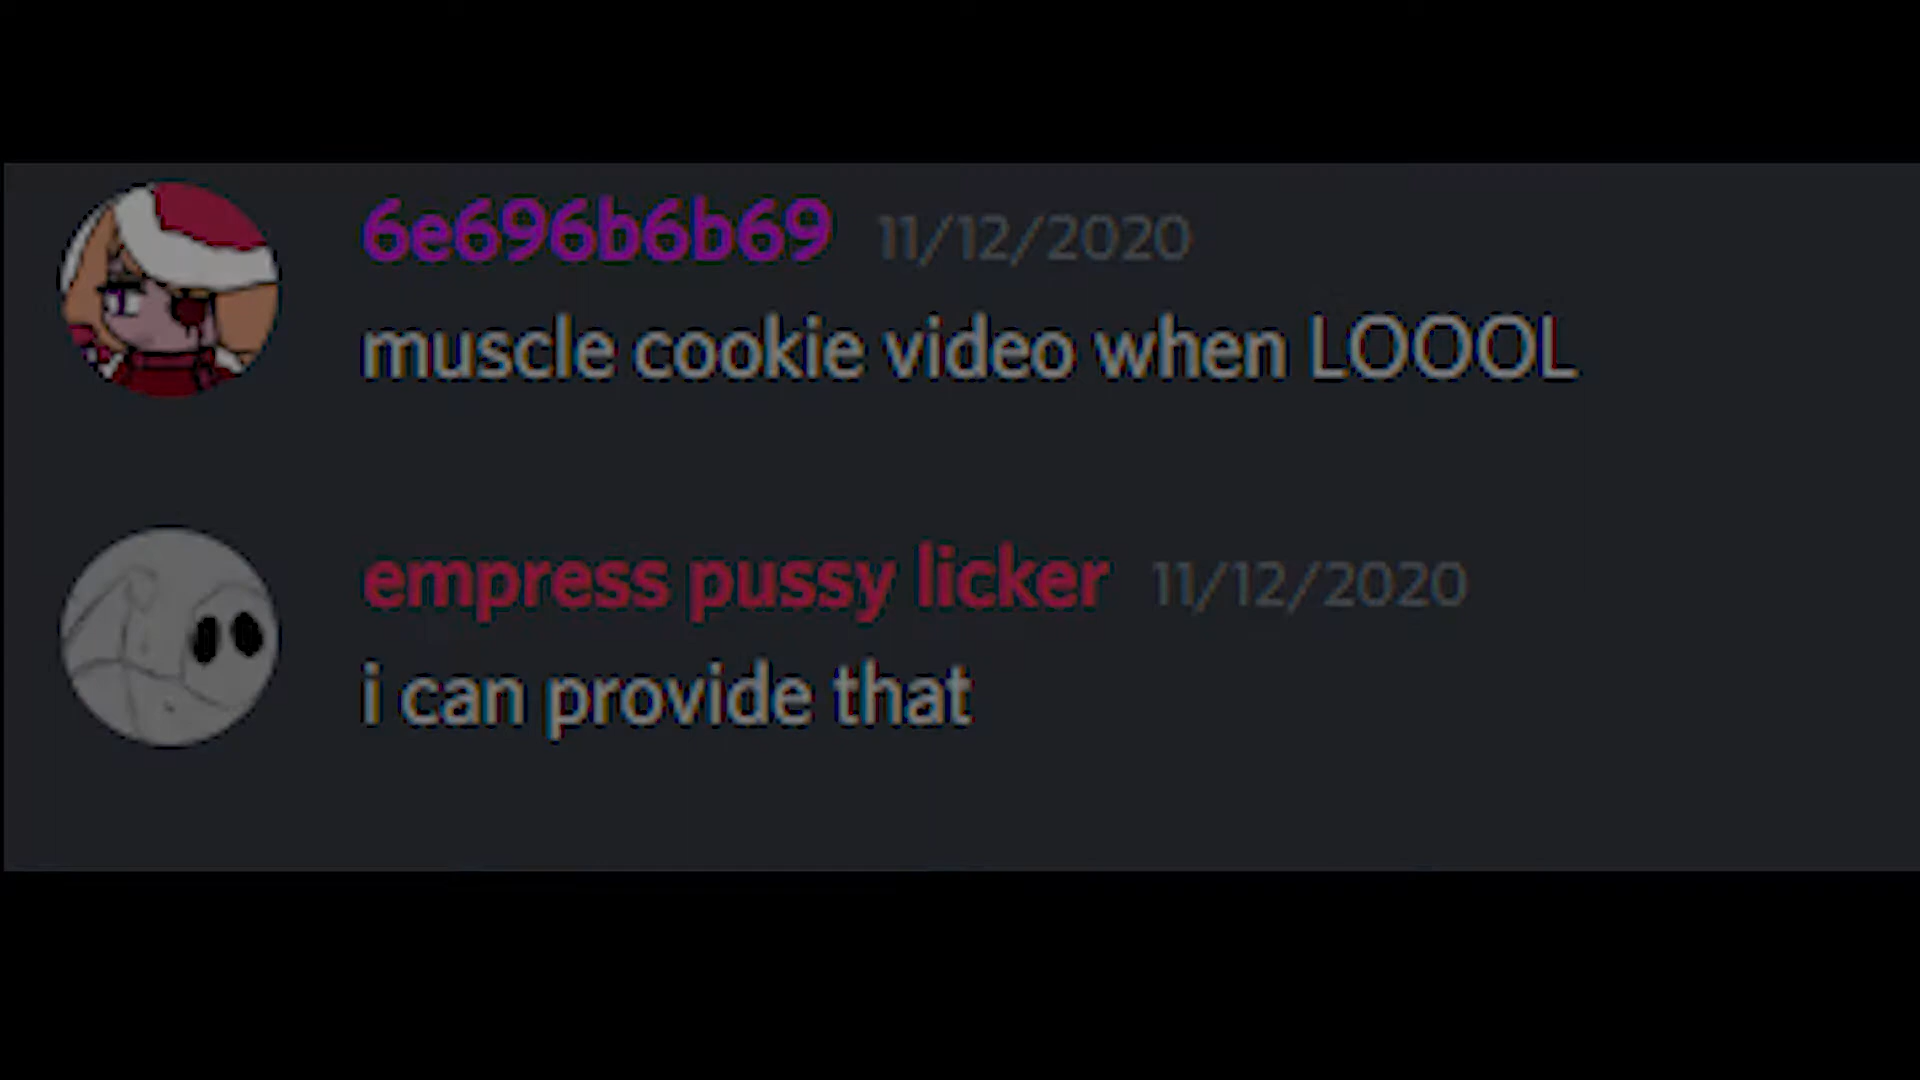 6e696b6b69 11/12/2020
muscle cookie video when LOOOL
empress pussy licker 11/12/2020
i can provide that